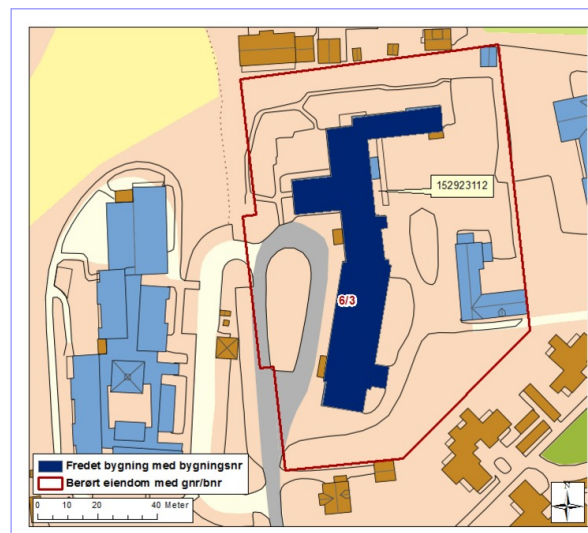 152923112
6/3
Fredet bygning med bygningsnr
Berørt eiendom med gnr/bnr
0 10 20 40 Meter